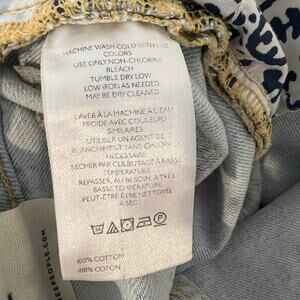 MACHINE WASH COLD WITH LIKE
COLORS
USE ONLY NON-CHLORINE
BLEACH
TUMBLE DRY LOW
LOW IRON AS NEEDED
MAY BE DRY CLEANED
LAVER À LA MACHINE À L'EAU
FROIDE AVEC COULEURS
SIMILAIRES
UTILISER UN AGENT DE
BLANCHIMENT SANS CHLORE SI
NÉCESSAIRE
SÉCHER PAR CULBUTAGE À BASSE
TEMPÉRATURE
REPASSER, AU BESOIN, À TRÈS
BASSE TEMPÉRATURE
PEUT-ÊTRE ÊTRE NETTOYÉ
À SEC
100% COTTON
100% COTON
EEPEOPLE.COM